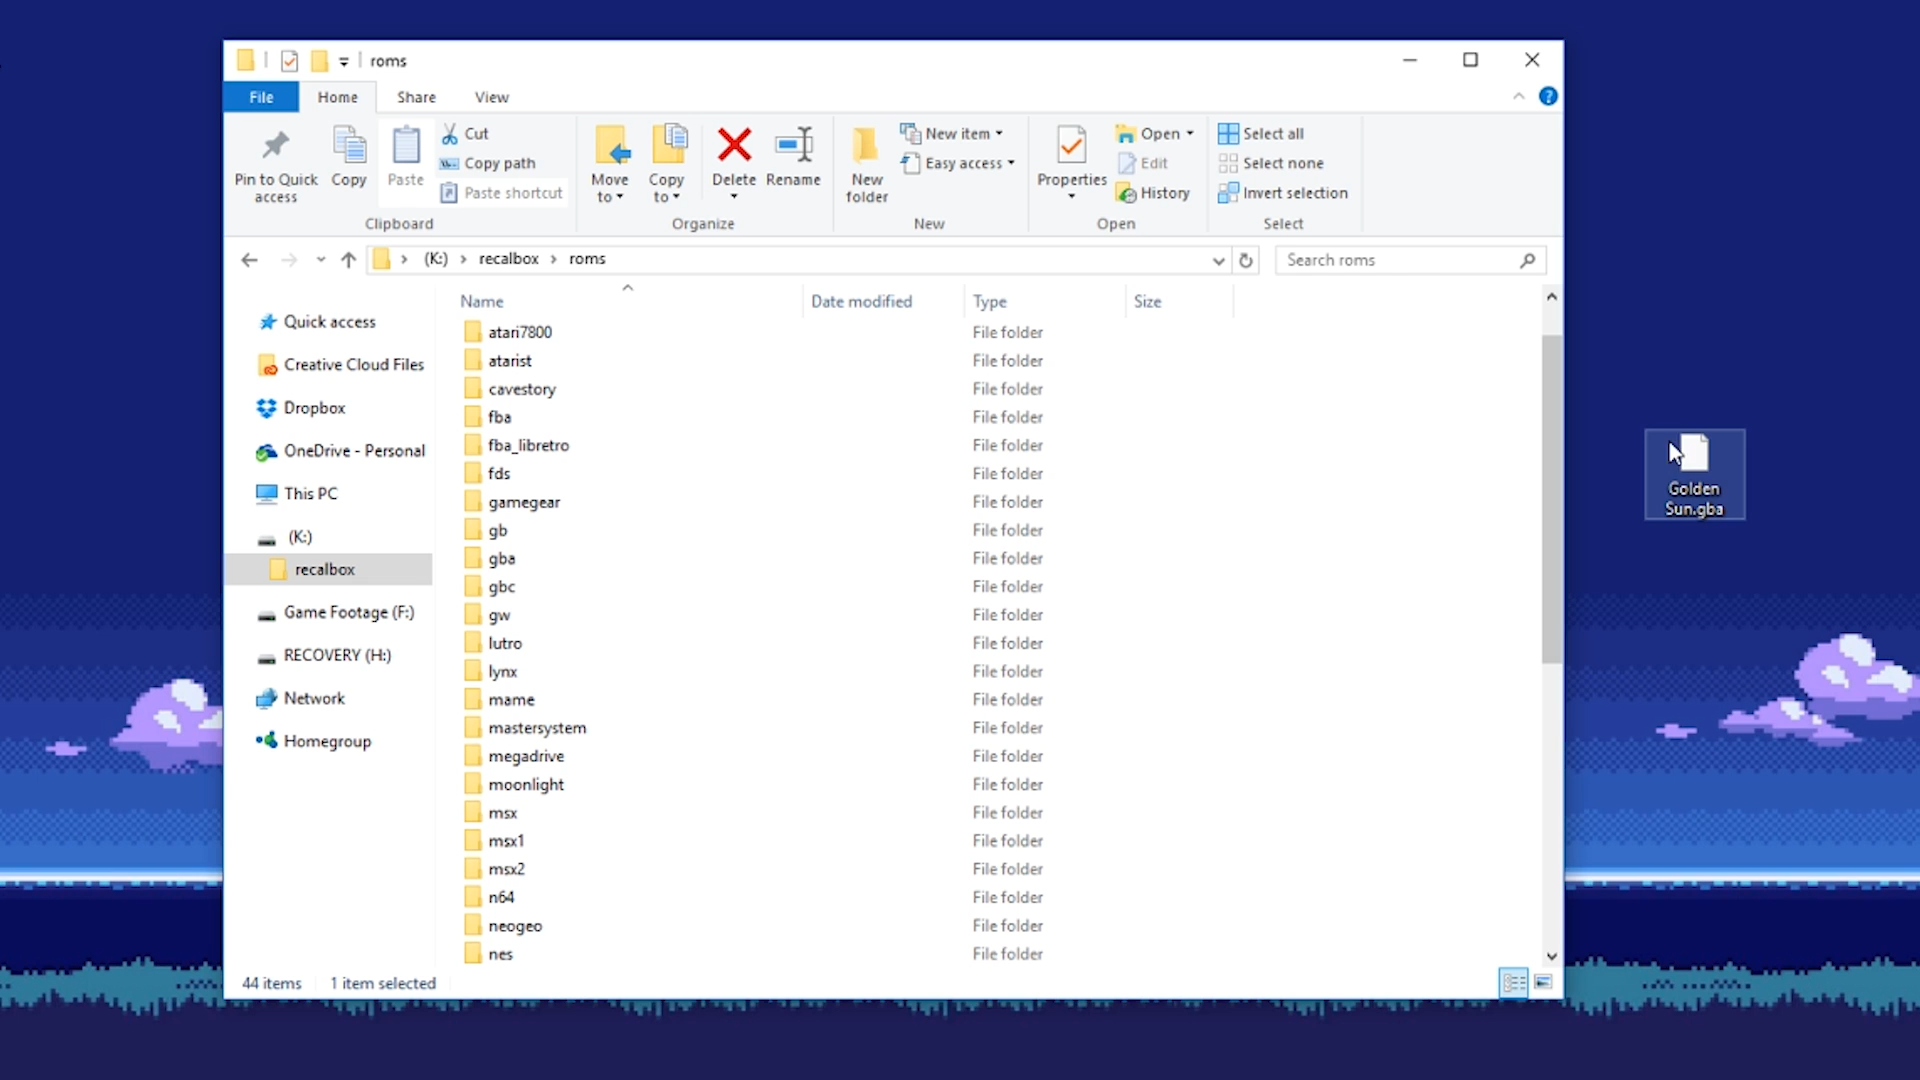 roms
File Home Share View
Pin to Quick access
Copy
Paste
Cut
Copy path
Paste shortcut
Clipboard
Move to
Copy to
Delete
Rename
Organize
New folder
New item
Easy access
New
Properties
Open
Edit
History
Open
Select all
Select none
Invert selection
Select
(K:) > recalbox > roms
Search roms
Quick access
Creative Cloud Files
Dropbox
OneDrive - Personal
This PC
(K:)
recalbox
Game Footage (F:)
RECOVERY (H:)
Network
Homegroup
Name Date modified Type Size
atari7800 File folder
atarist File folder
cavestory File folder
fba File folder
fba_libretro File folder
fds File folder
gamegear File folder
gb File folder
gba File folder
gbc File folder
gw File folder
lutro File folder
lynx File folder
mame File folder
mastersystem File folder
megadrive File folder
moonlight File folder
msx File folder
msx1 File folder
msx2 File folder
n64 File folder
neogeo File folder
nes File folder
44 items 1 item selected
Golden
Sun.gba